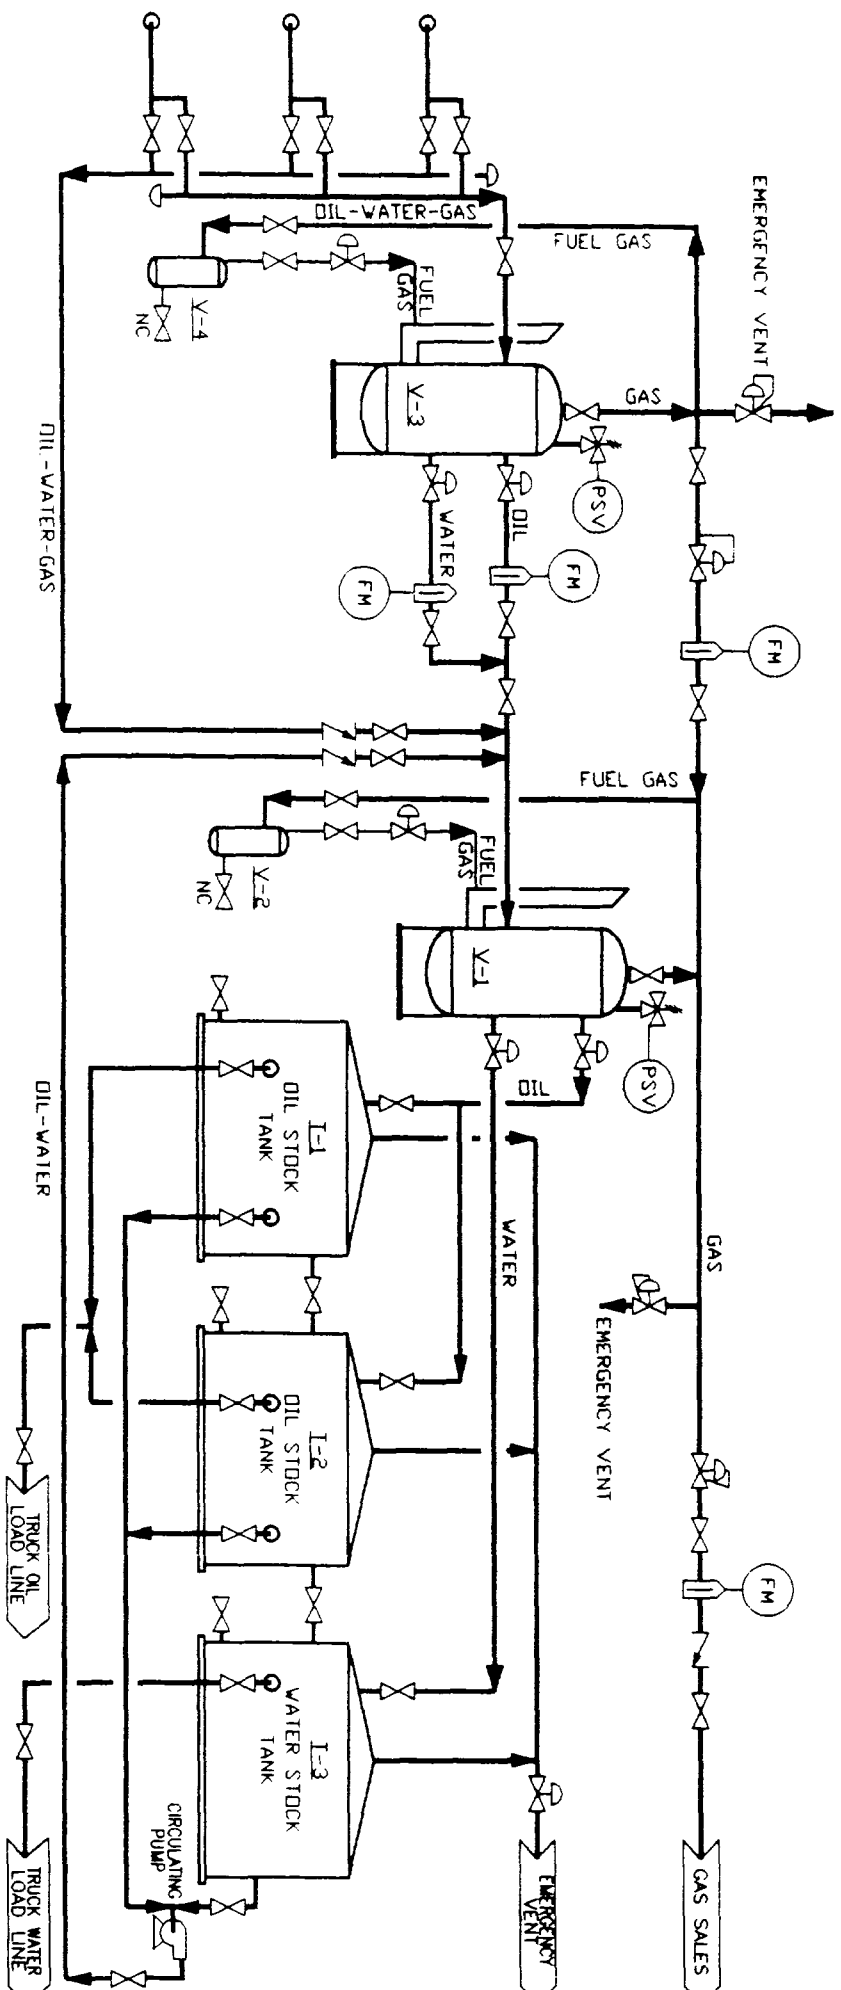 EMERGENCY VENT
FUEL GAS
OIL-WATER-GAS
FUEL
GAS
V-4
NC
GAS
V-3
PSV
OIL
WATER
FM
FM
FM
OIL-WATER-GAS
FUEL GAS
FUEL
GAS
V-2
NC
V-1
PSV
OIL
WATER
GAS
EMERGENCY VENT
FM
OIL-WATER
T-1
OIL STOCK
TANK
T-2
OIL STOCK
TANK
T-3
WATER STOCK
TANK
CIRCULATING
PUMP
TRUCK OIL
LOAD LINE
TRUCK WATER
LOAD LINE
EMERGENCY
VENT
GAS SALES